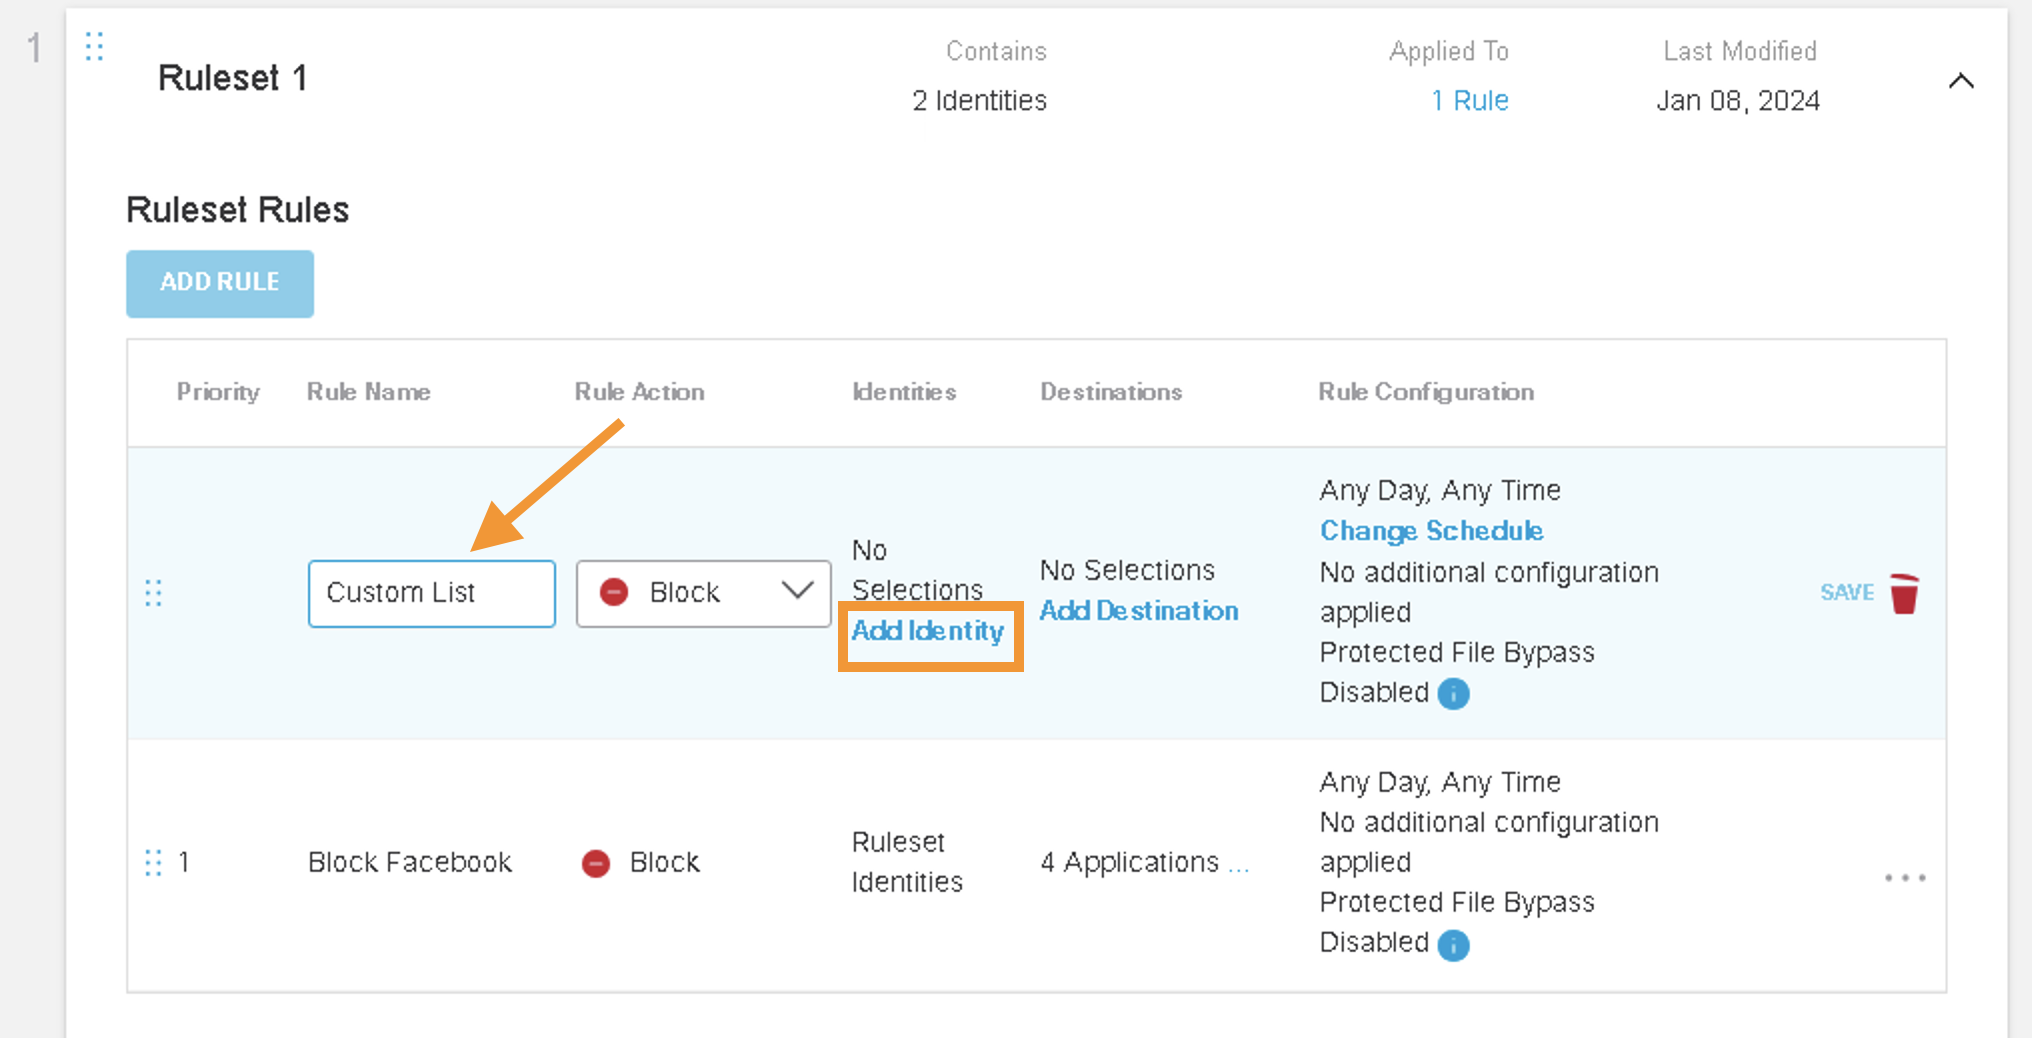 1
Ruleset 1
Contains
2 Identities
Applied To
1 Rule
Last Modified
Jan 08, 2024
Ruleset Rules
ADD RULE
Priority Rule Name Rule Action Identities Destinations Rule Configuration
Custom List
Block
No
Selections
Add Identity
No Selections
Add Destination
Any Day, Any Time
Change Schedule
No additional configuration
applied
Protected File Bypass
Disabled
SAVE
1
Block Facebook
Block
Ruleset
Identities
4 Applications ...
Any Day, Any Time
No additional configuration
applied
Protected File Bypass
Disabled